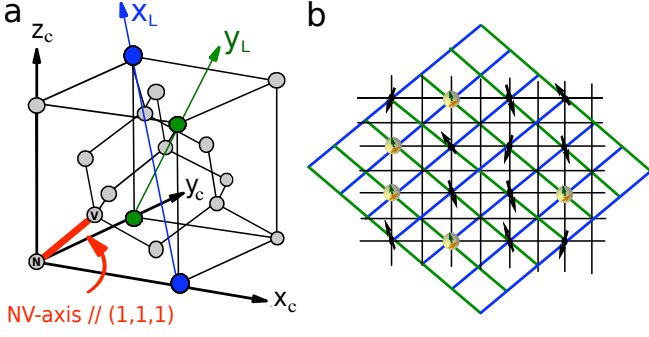 a
x_L
b
y_L
z_c
y_c
V
N
x_c
NV-axis // (1,1,1)